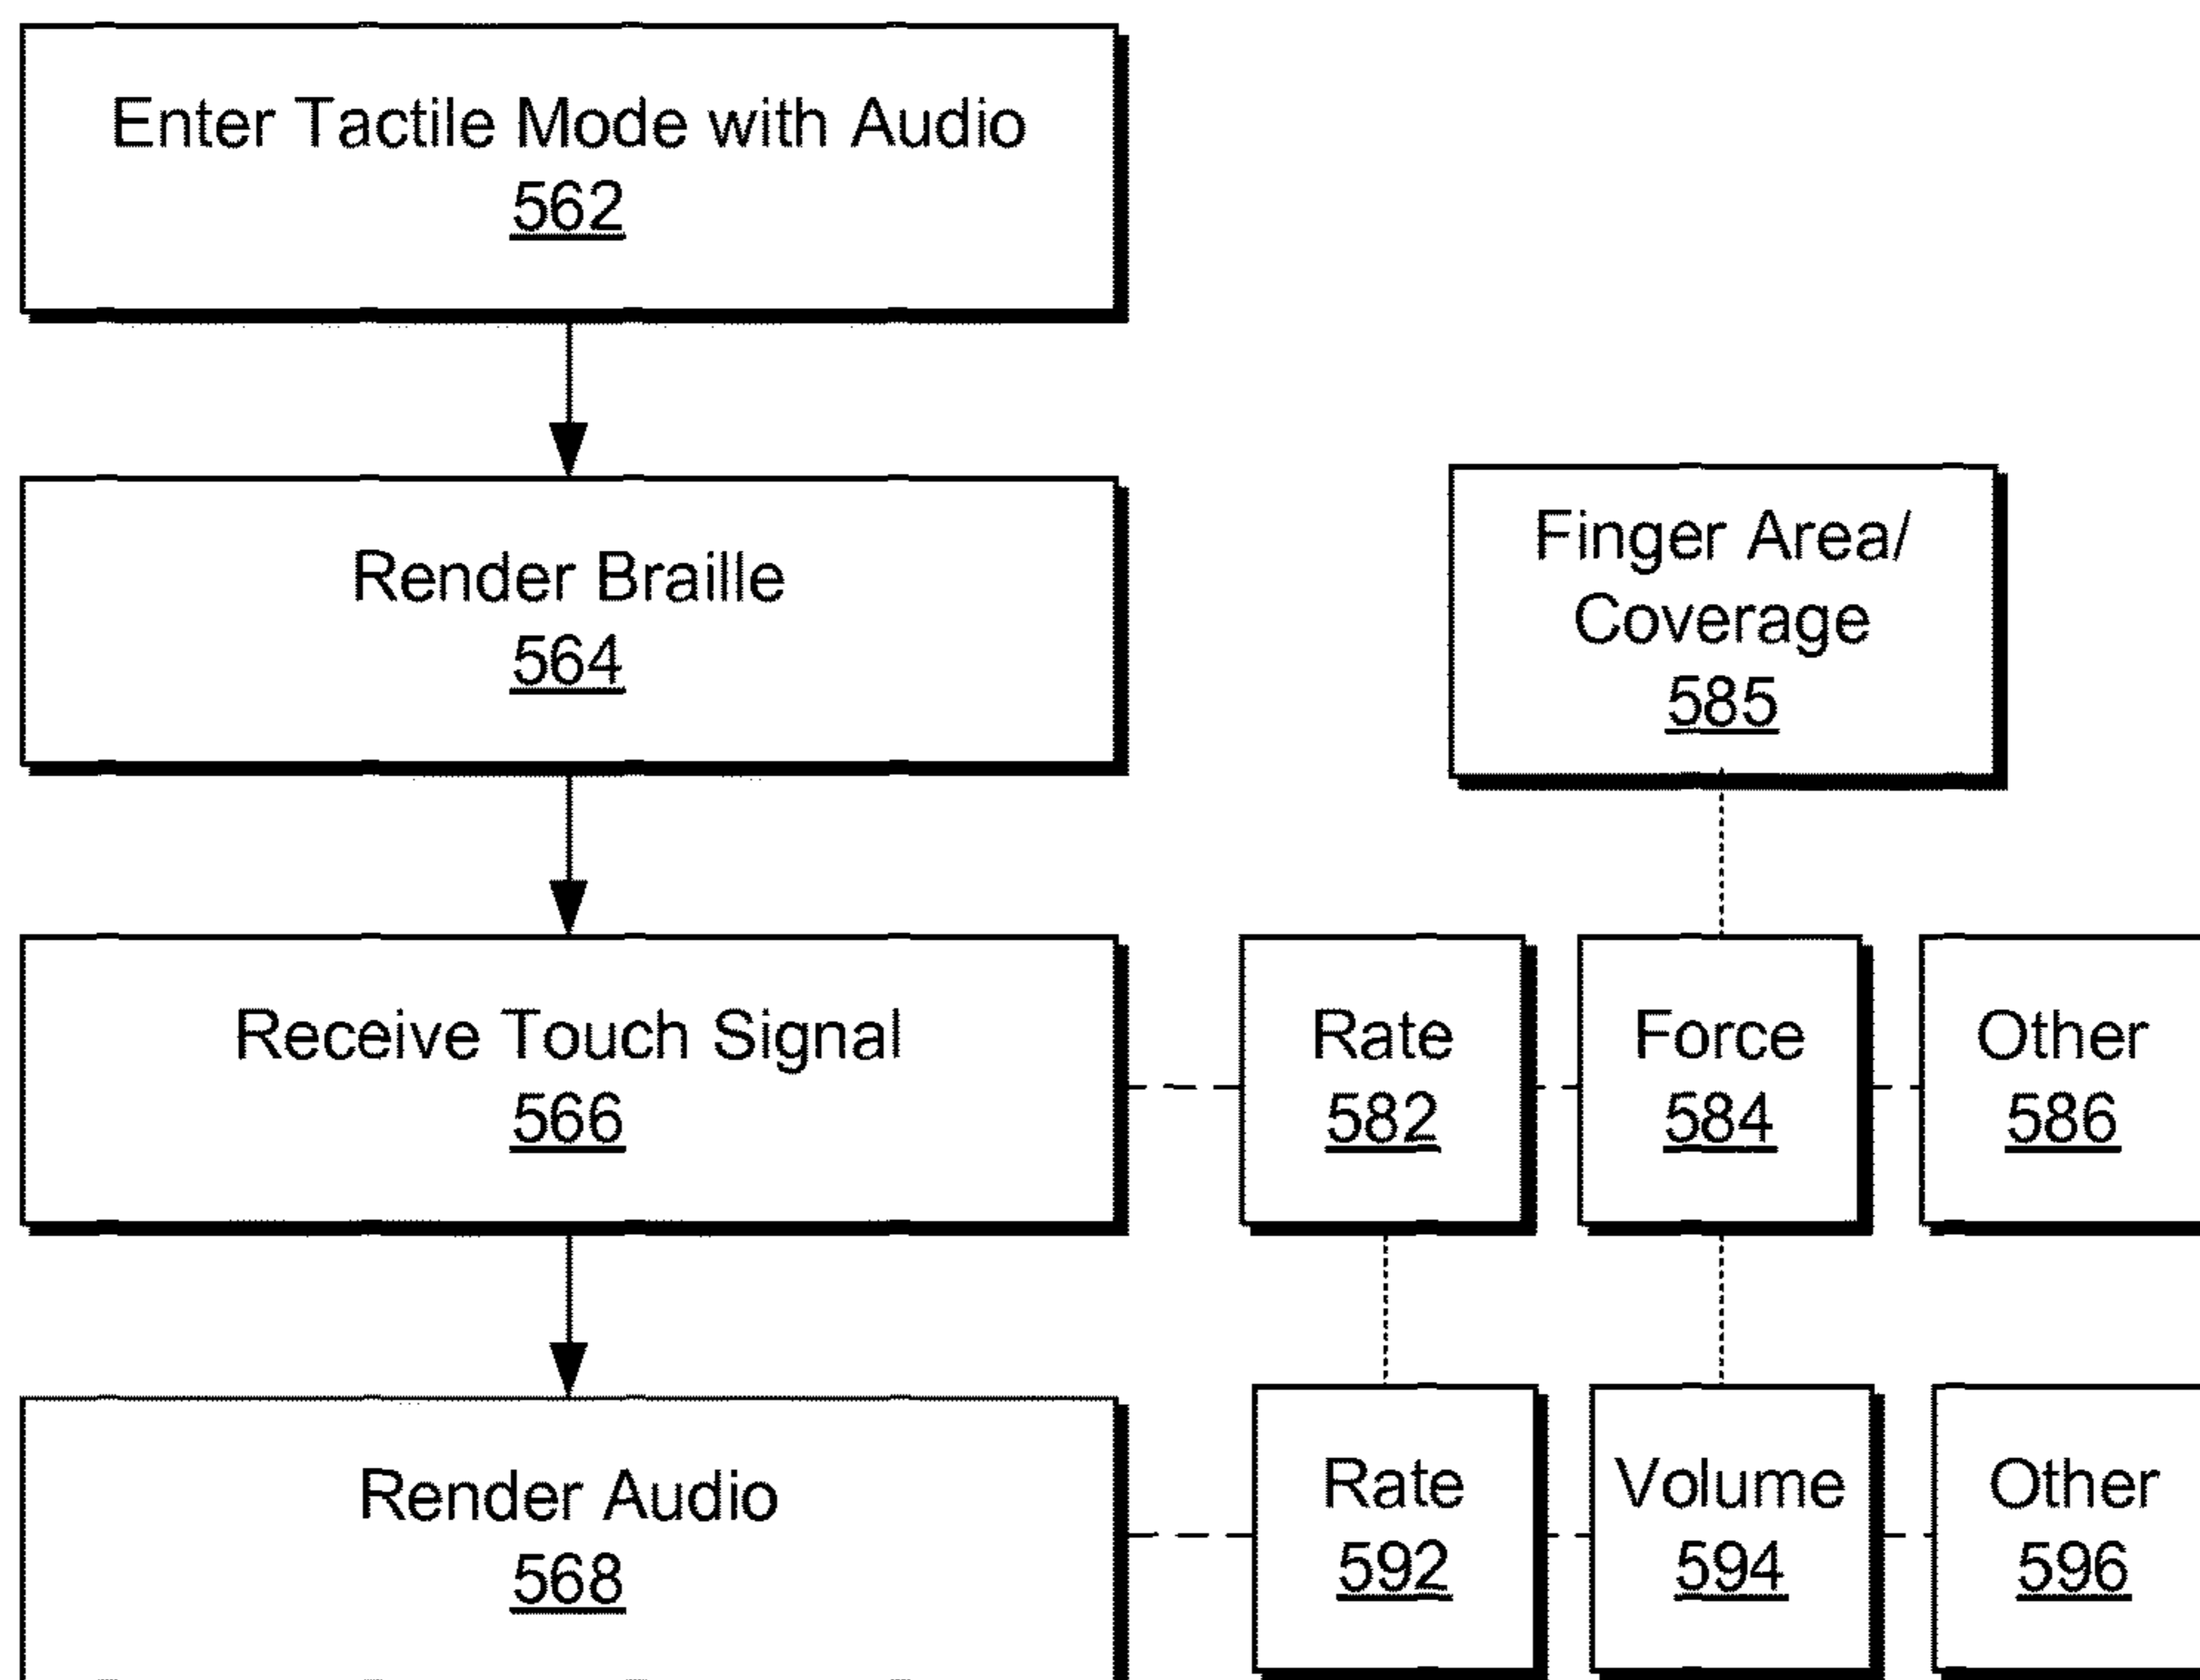 Enter Tactile Mode with Audio
562
Render Braille
564
Finger Area/
Coverage
585
Receive Touch Signal
566
Rate
582
Force
584
Other
586
Render Audio
568
Rate
592
Volume
594
Other
596